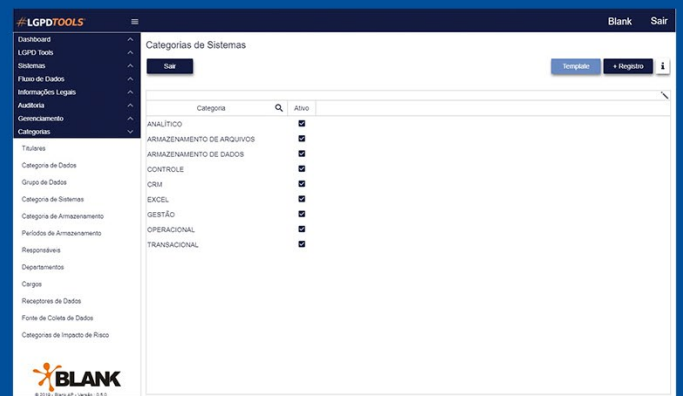 #LGPDTOOLS
Blank Sair
Dashboard
LGPD Tools
Sistemas
Fluxo de Dados
Informações Legais
Auditoria
Gerenciamento
Categorias
Titulares
Categoria de Dados
Grupo de Dados
Categoria de Sistemas
Categoria de Armazenamento
Períodos de Armazenamento
Responsáveis
Departamentos
Cargos
Receptores de Dados
Fonte de Coleta de Dados
Categorias de Impacto de Risco
BLANK
Categorias de Sistemas
Sair
Template + Registro i
Categoria Ativo
ANALÍTICO
ARMAZENAMENTO DE ARQUIVOS
ARMAZENAMENTO DE DADOS
CONTROLE
CRM
EXCEL
GESTÃO
OPERACIONAL
TRANSACIONAL